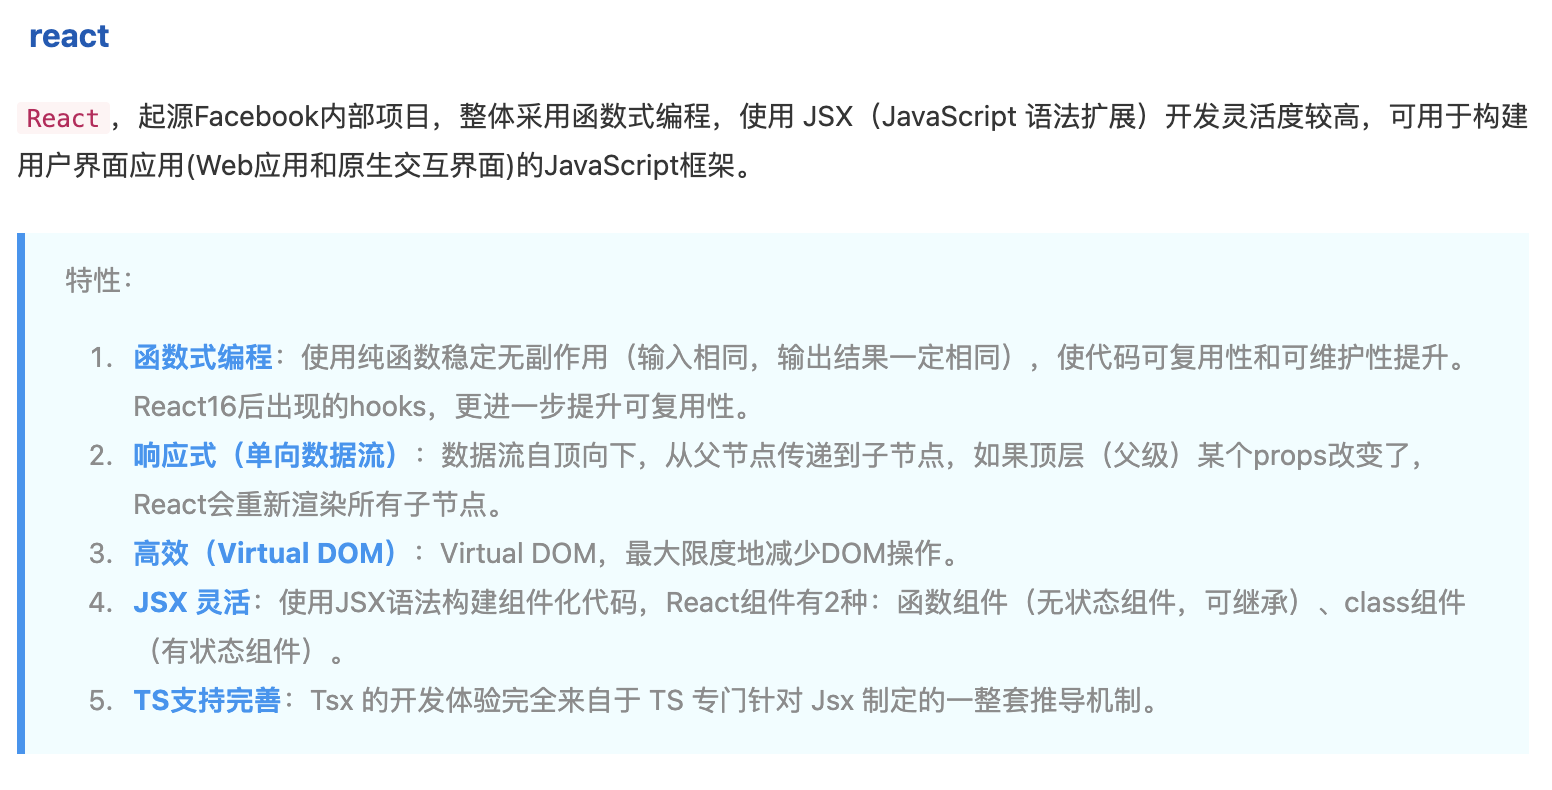 react
React，起源Facebook内部项目，整体采用函数式编程，使用 JSX（JavaScript 语法扩展）开发灵活度较高，可用于构建
用户界面应用(Web应用和原生交互界面)的JavaScript框架。
特性：
1. 函数式编程：使用纯函数稳定无副作用（输入相同，输出结果一定相同），使代码可复用性和可维护性提升。
React16后出现的hooks，更进一步提升可复用性。
2. 响应式（单向数据流）：数据流自顶向下，从父节点传递到子节点，如果顶层（父级）某个props改变了，
React会重新渲染所有子节点。
3. 高效（Virtual DOM）：Virtual DOM，最大限度地减少DOM操作。
4. JSX 灵活：使用JSX语法构建组件化代码，React组件有2种：函数组件（无状态组件，可继承）、class组件
（有状态组件）。
5. TS支持完善：Tsx 的开发体验完全来自于 TS 专门针对 Jsx 制定的一整套推导机制。